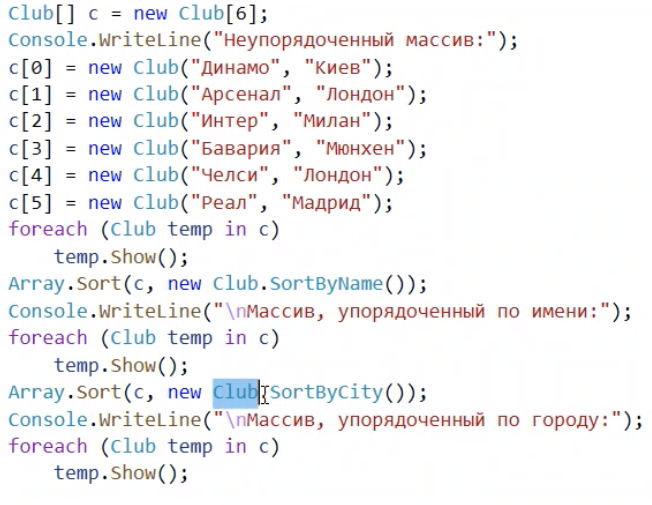 Club[] c = new Club[6];
Console.WriteLine("Неупорядоченный массив:");
c[0] = new Club("Динамо", "Киев");
c[1] = new Club("Арсенал", "Лондон");
c[2] = new Club("Интер", "Милан");
c[3] = new Club("Бавария", "Мюнхен");
c[4] = new Club("Челси", "Лондон");
c[5] = new Club("Реал", "Мадрид");
foreach (Club temp in c)
    temp.Show();
Array.Sort(c, new Club.SortByName());
Console.WriteLine("\nМассив, упорядоченный по имени:");
foreach (Club temp in c)
    temp.Show();
Array.Sort(c, new Club.SortByCity());
Console.WriteLine("\nМассив, упорядоченный по городу:");
foreach (Club temp in c)
    temp.Show();